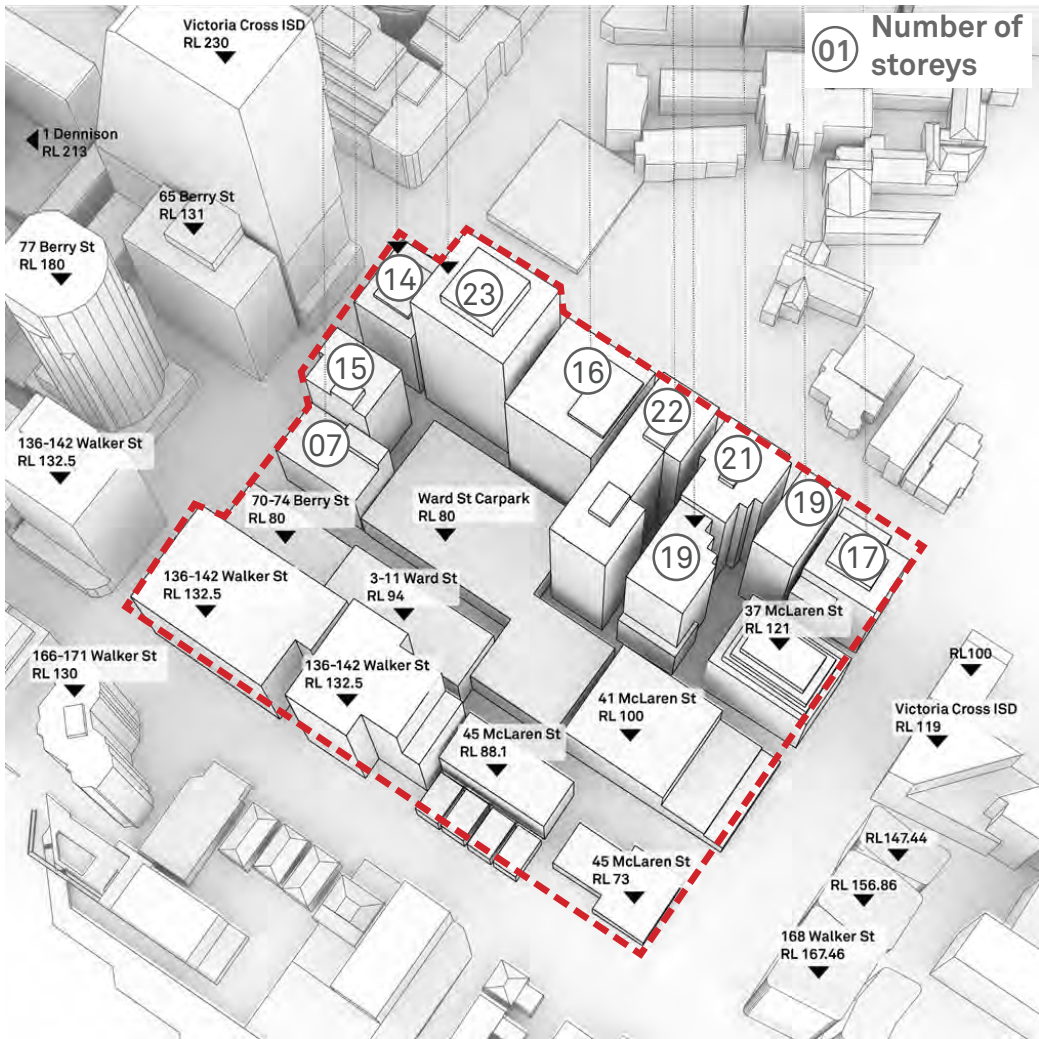 Victoria Cross ISD
RL 230
01
Number of
storeys
1 Dennison
RL 213
65 Berry St
RL 131
77 Berry St
RL 180
14
23
15
16
22
07
21
19
17
19
136-142 Walker St
RL 132.5
70-74 Berry St
RL 80
Ward St Carpark
RL 80
136-142 Walker St
RL 132.5
3-11 Ward St
RL 94
37 McLaren St
RL 121
166-171 Walker St
RL 130
136-142 Walker St
RL 132.5
41 McLaren St
RL 100
RL100
Victoria Cross ISD
RL 119
45 McLaren St
RL 88.1
45 McLaren St
RL 73
RL147.44
RL 156.86
168 Walker St
RL 167.46